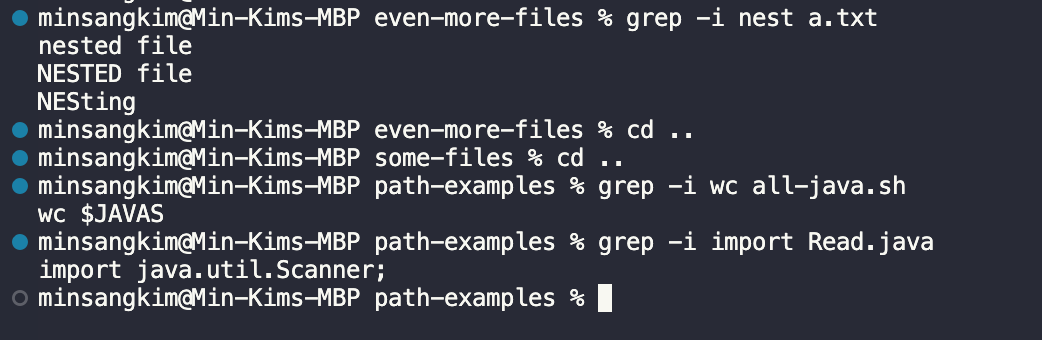 minsangkim@Min-Kims-MBP even-more-files % grep -i nest a.txt
nested file
NESTED file
NESting
minsangkim@Min-Kims-MBP even-more-files % cd ..
minsangkim@Min-Kims-MBP some-files % cd ..
minsangkim@Min-Kims-MBP path-examples % grep -i wc all-java.sh
wc $JAVAS
minsangkim@Min-Kims-MBP path-examples % grep -i import Read.java
import java.util.Scanner;
minsangkim@Min-Kims-MBP path-examples %